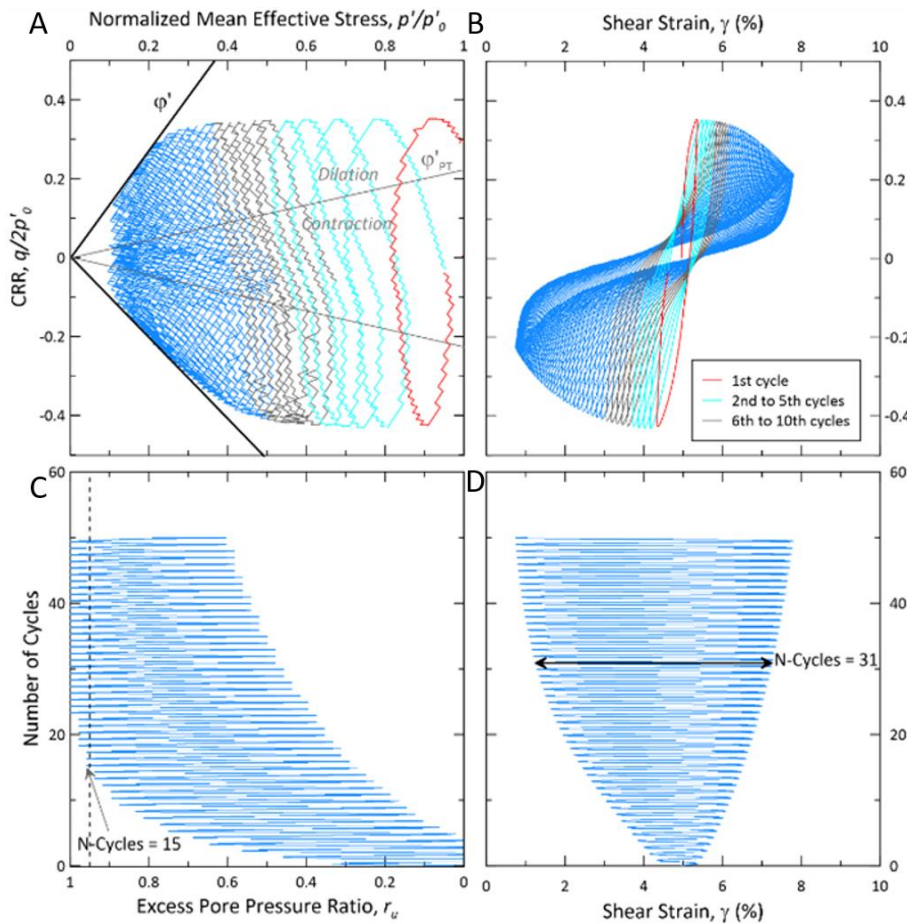 A
Normalized Mean Effective Stress, p'/p'0
0 0.2 0.4 0.6 0.8 1
CRR, q/2p'0
0.4
0.2
0
-0.2
-0.4
φ'
φ'PT
Dilation
Contraction
B
Shear Strain, γ (%)
0 2 4 6 8 10
0.4
0.2
0
-0.2
-0.4
1st cycle
2nd to 5th cycles
6th to 10th cycles
C
Number of Cycles
60
40
20
0
N-Cycles = 15
1 0.8 0.6 0.4 0.2 0
Excess Pore Pressure Ratio, ru
D
N-Cycles = 31
0 2 4 6 8 10
Shear Strain, γ (%)